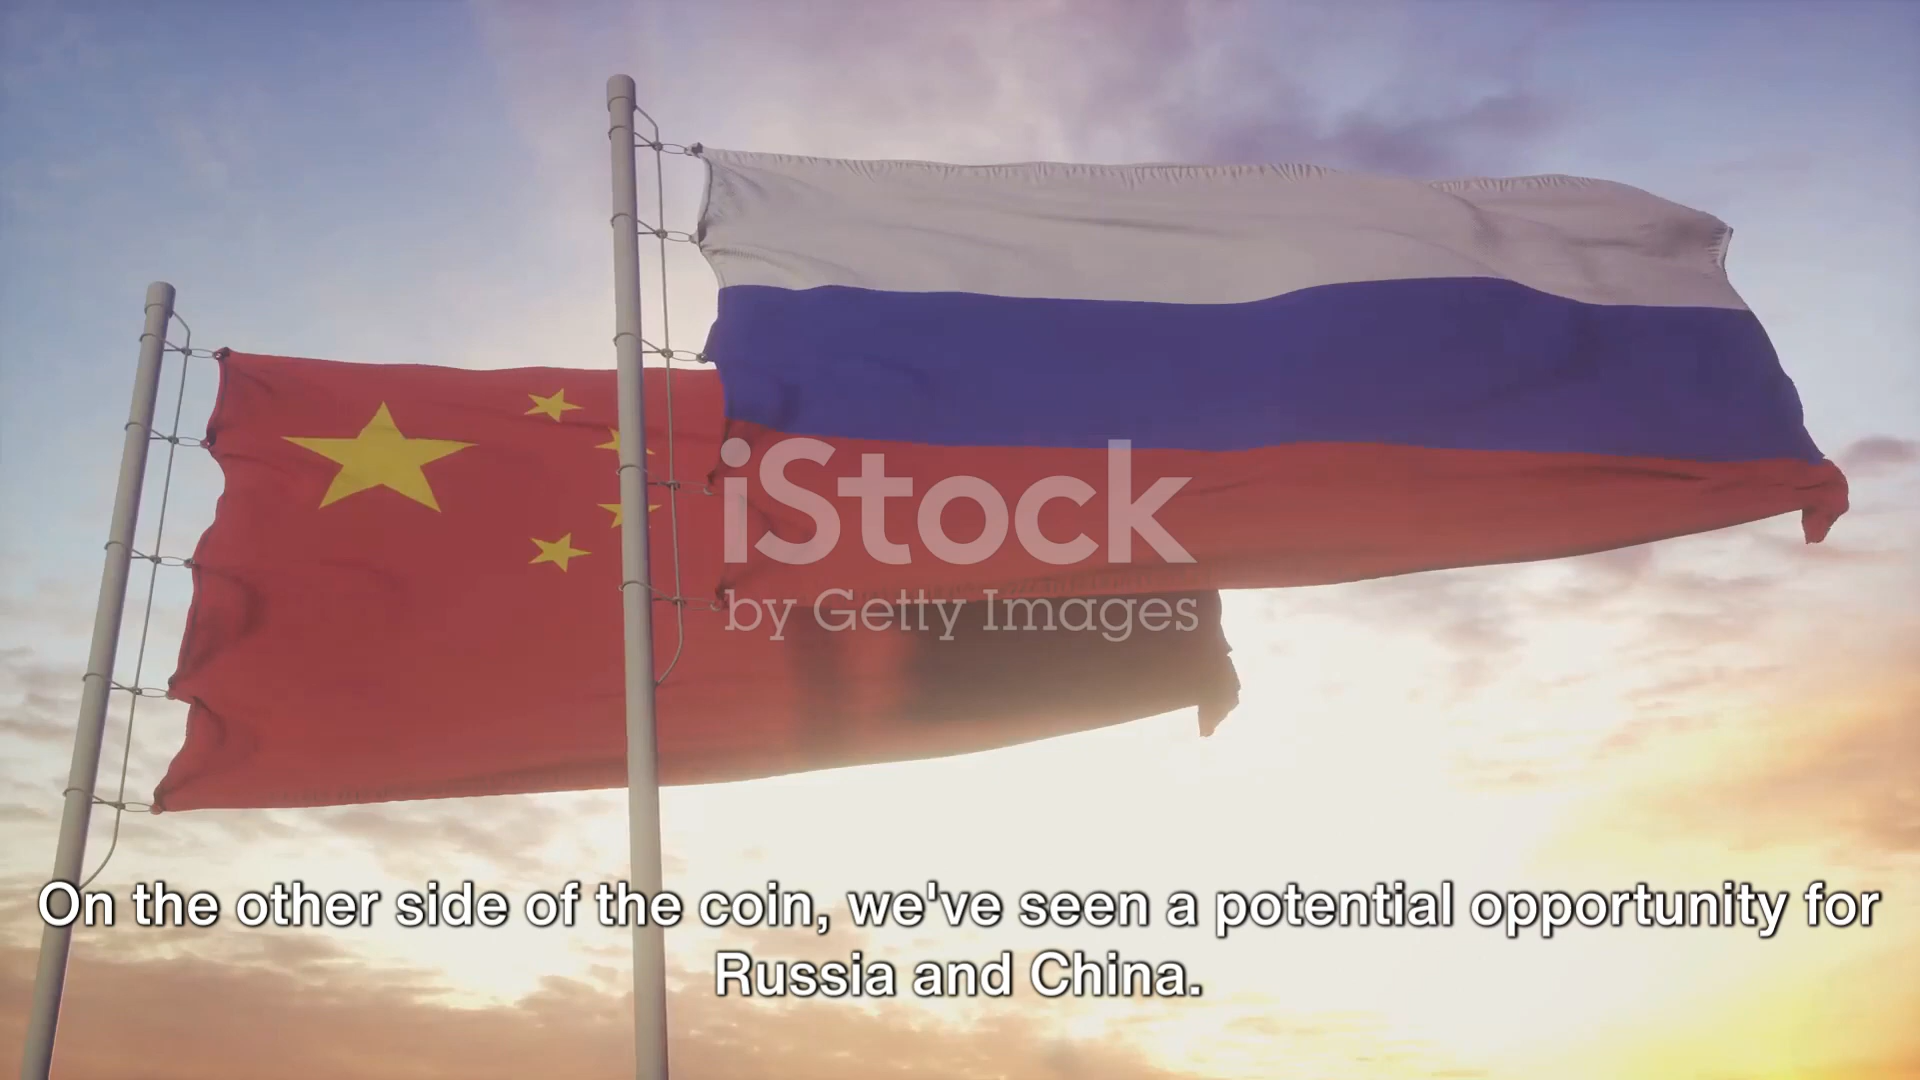 iStock
by Getty Images
On the other side of the coin, we've seen a potential opportunity for
Russia and China.